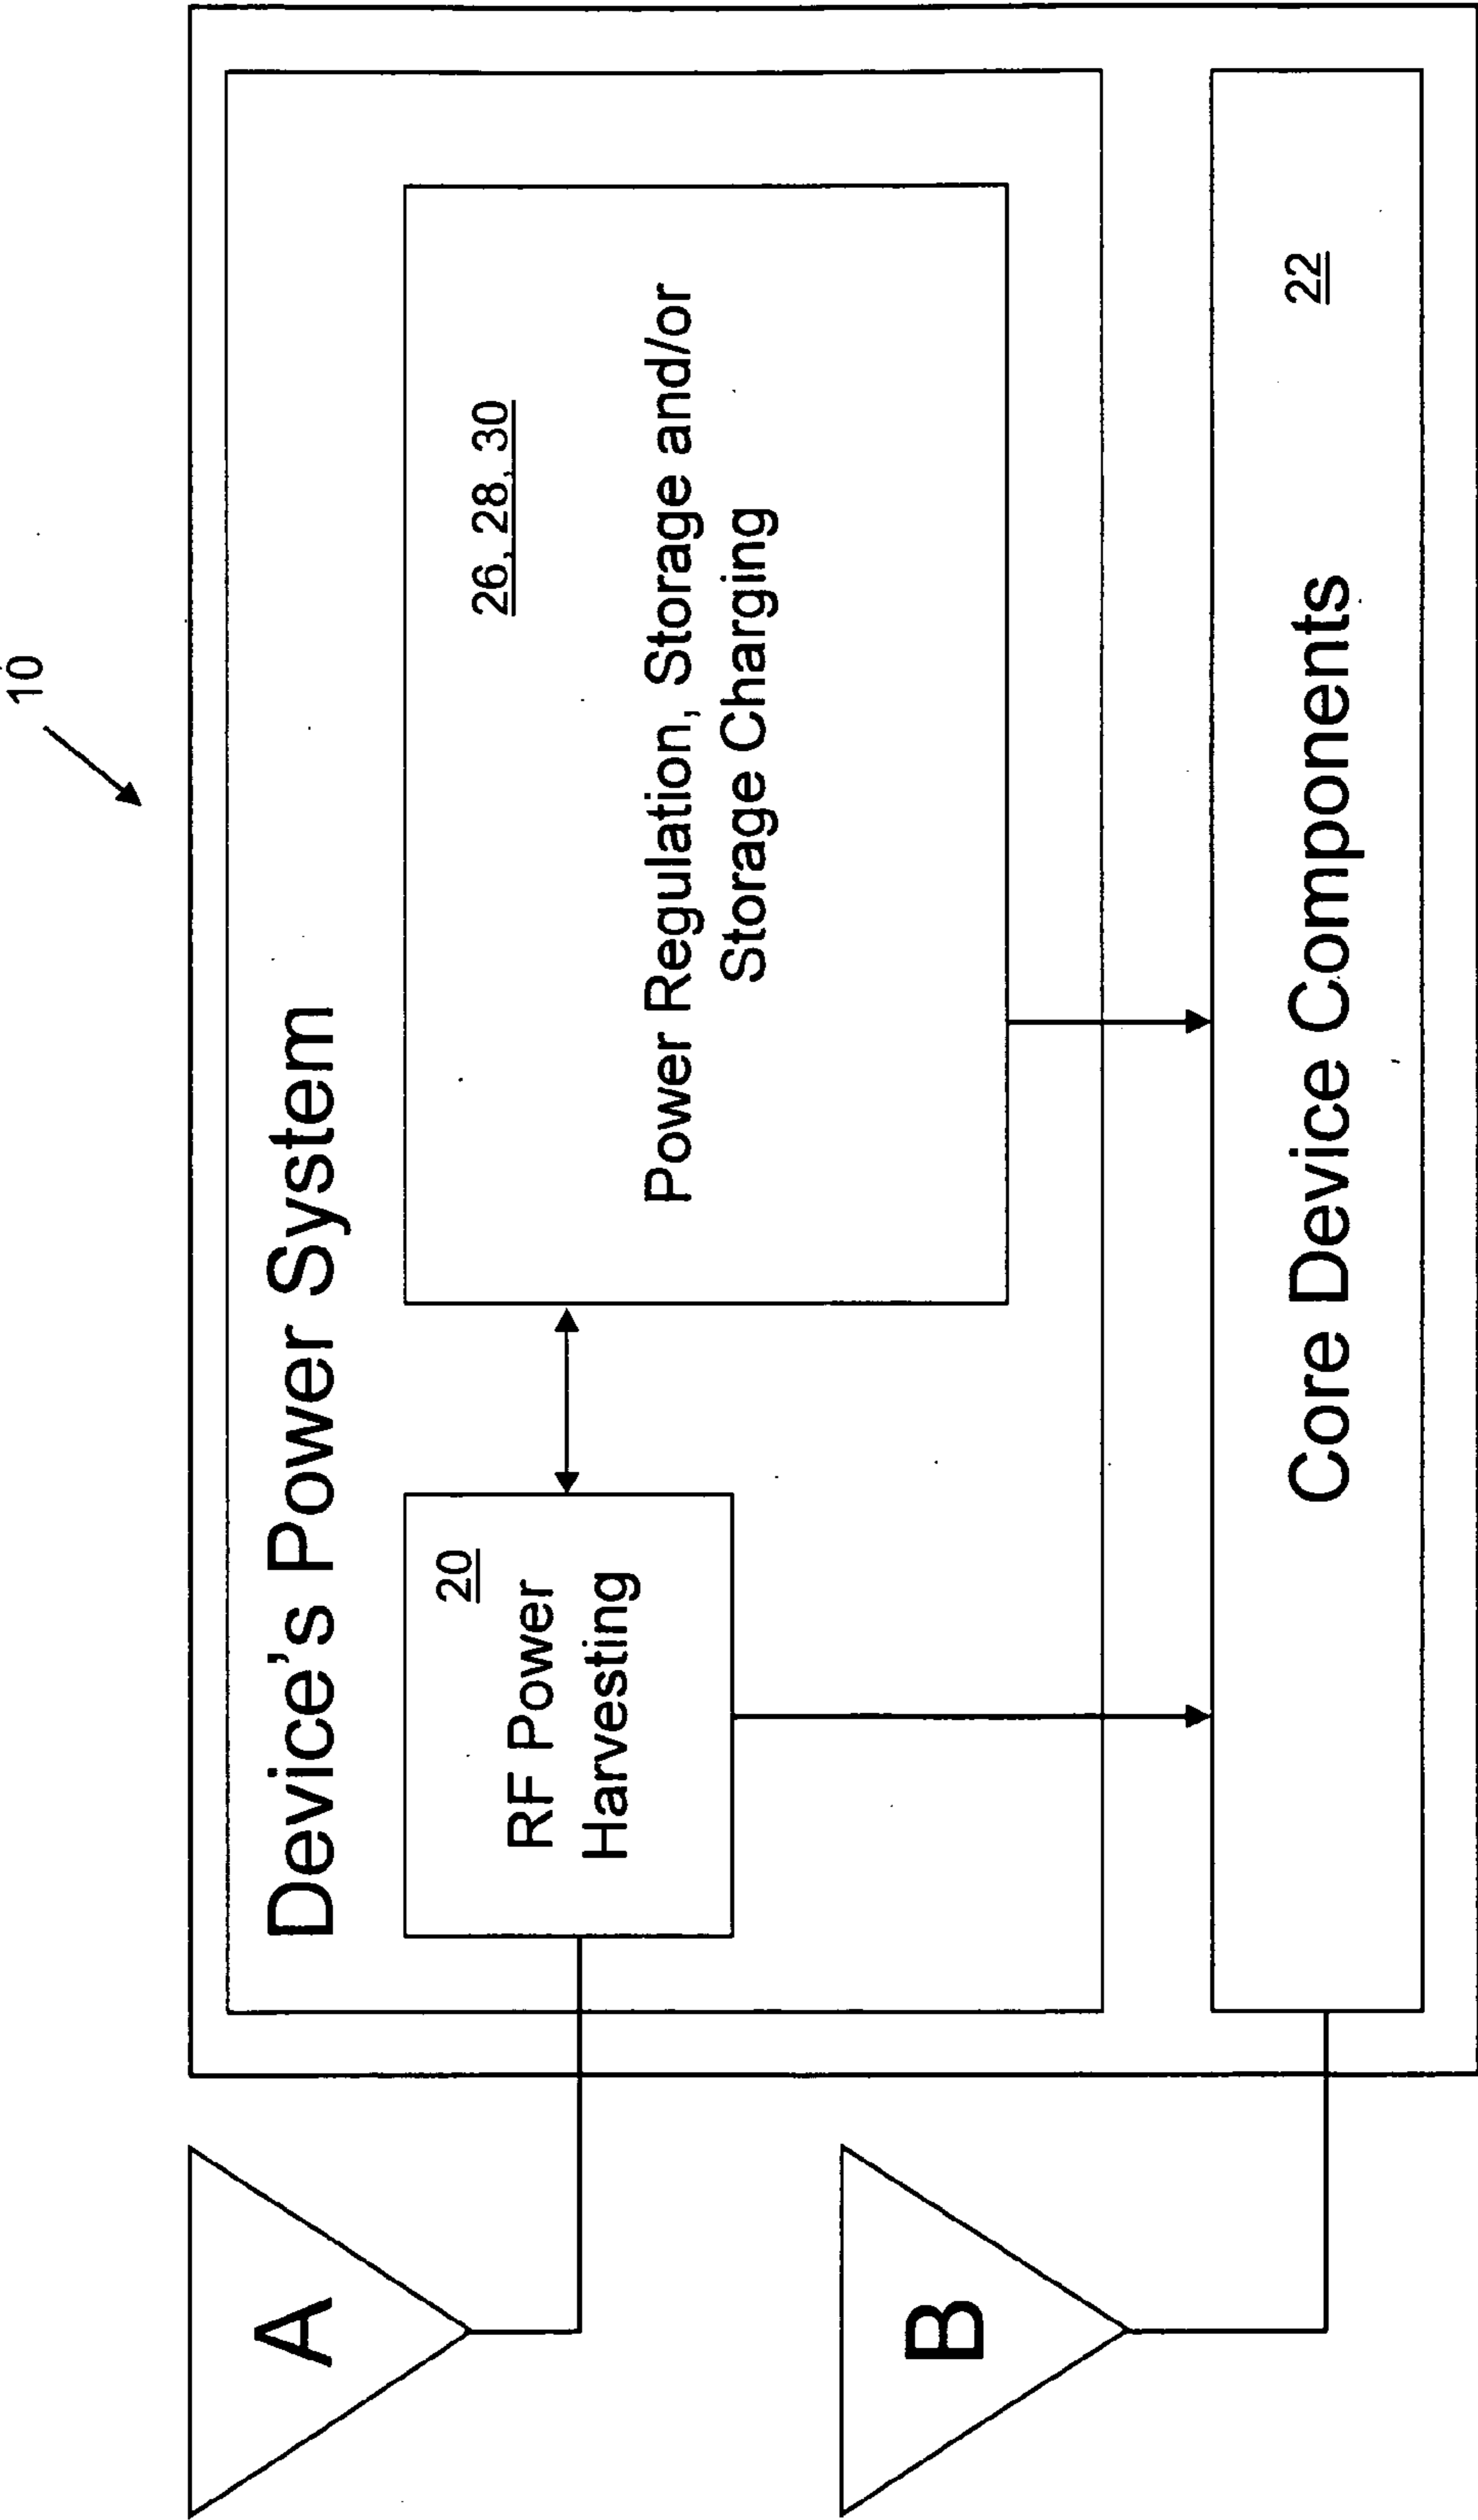 10
A
Device's Power System
20
RF Power
Harvesting
26, 28, 30
Power Regulation, Storage and/or
Storage Charging
B
22
Core Device Components